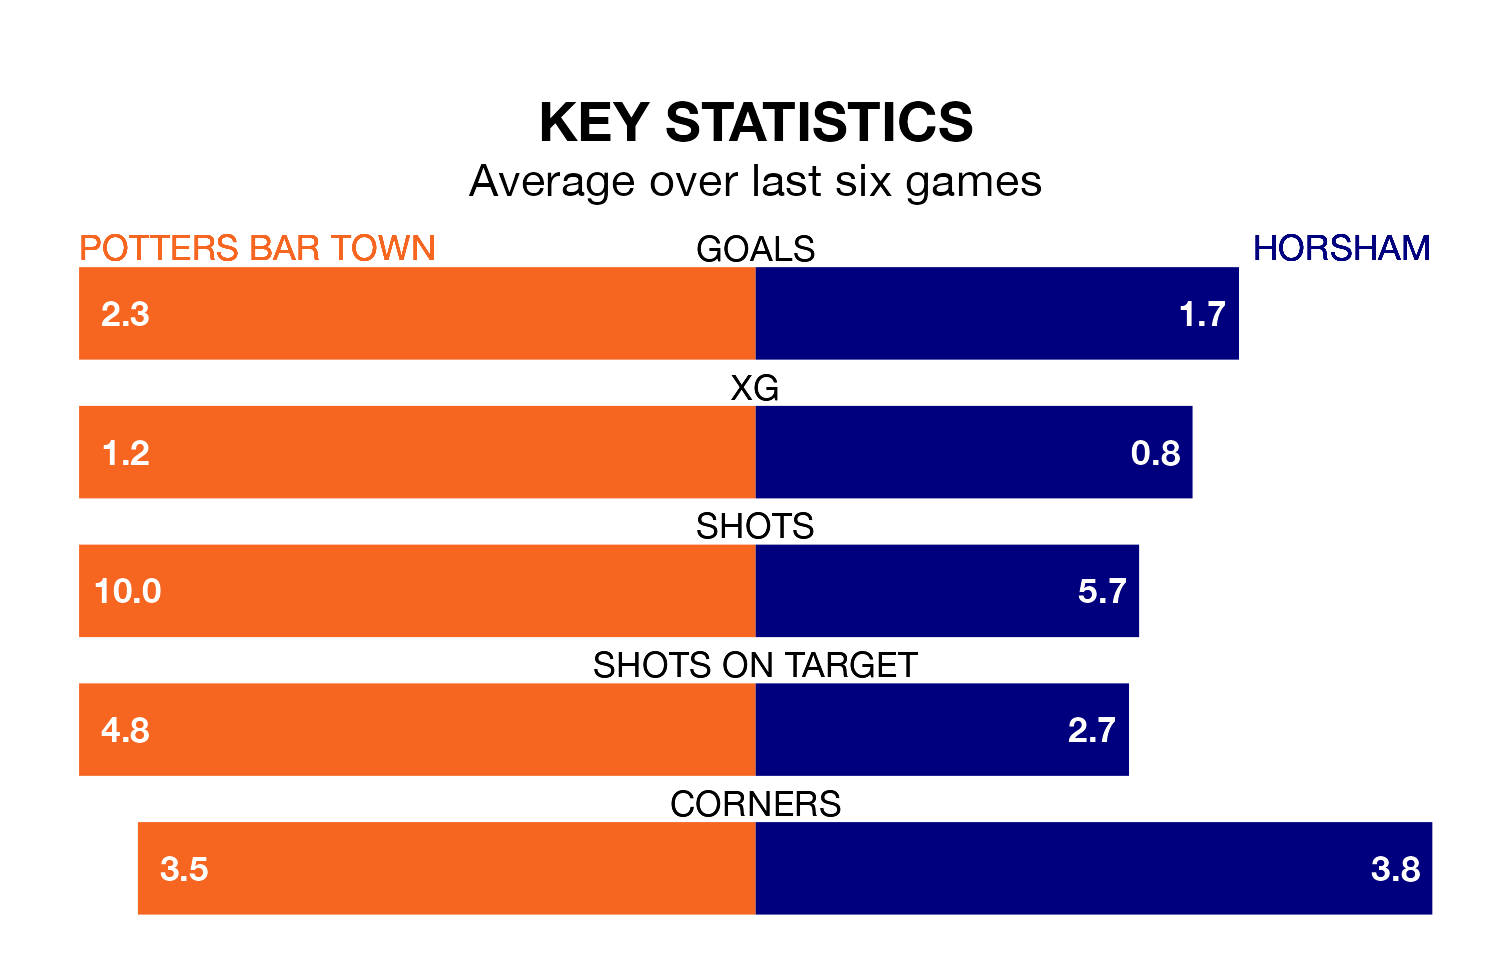 KEY STATISTICS
Average over last six games
POTTERS BAR TOWN GOALS HORSHAM
2.3 1.7
XG
1.2 0.8
SHOTS
10.0 5.7
SHOTS ON TARGET
4.8 2.7
CORNERS
3.5 3.8